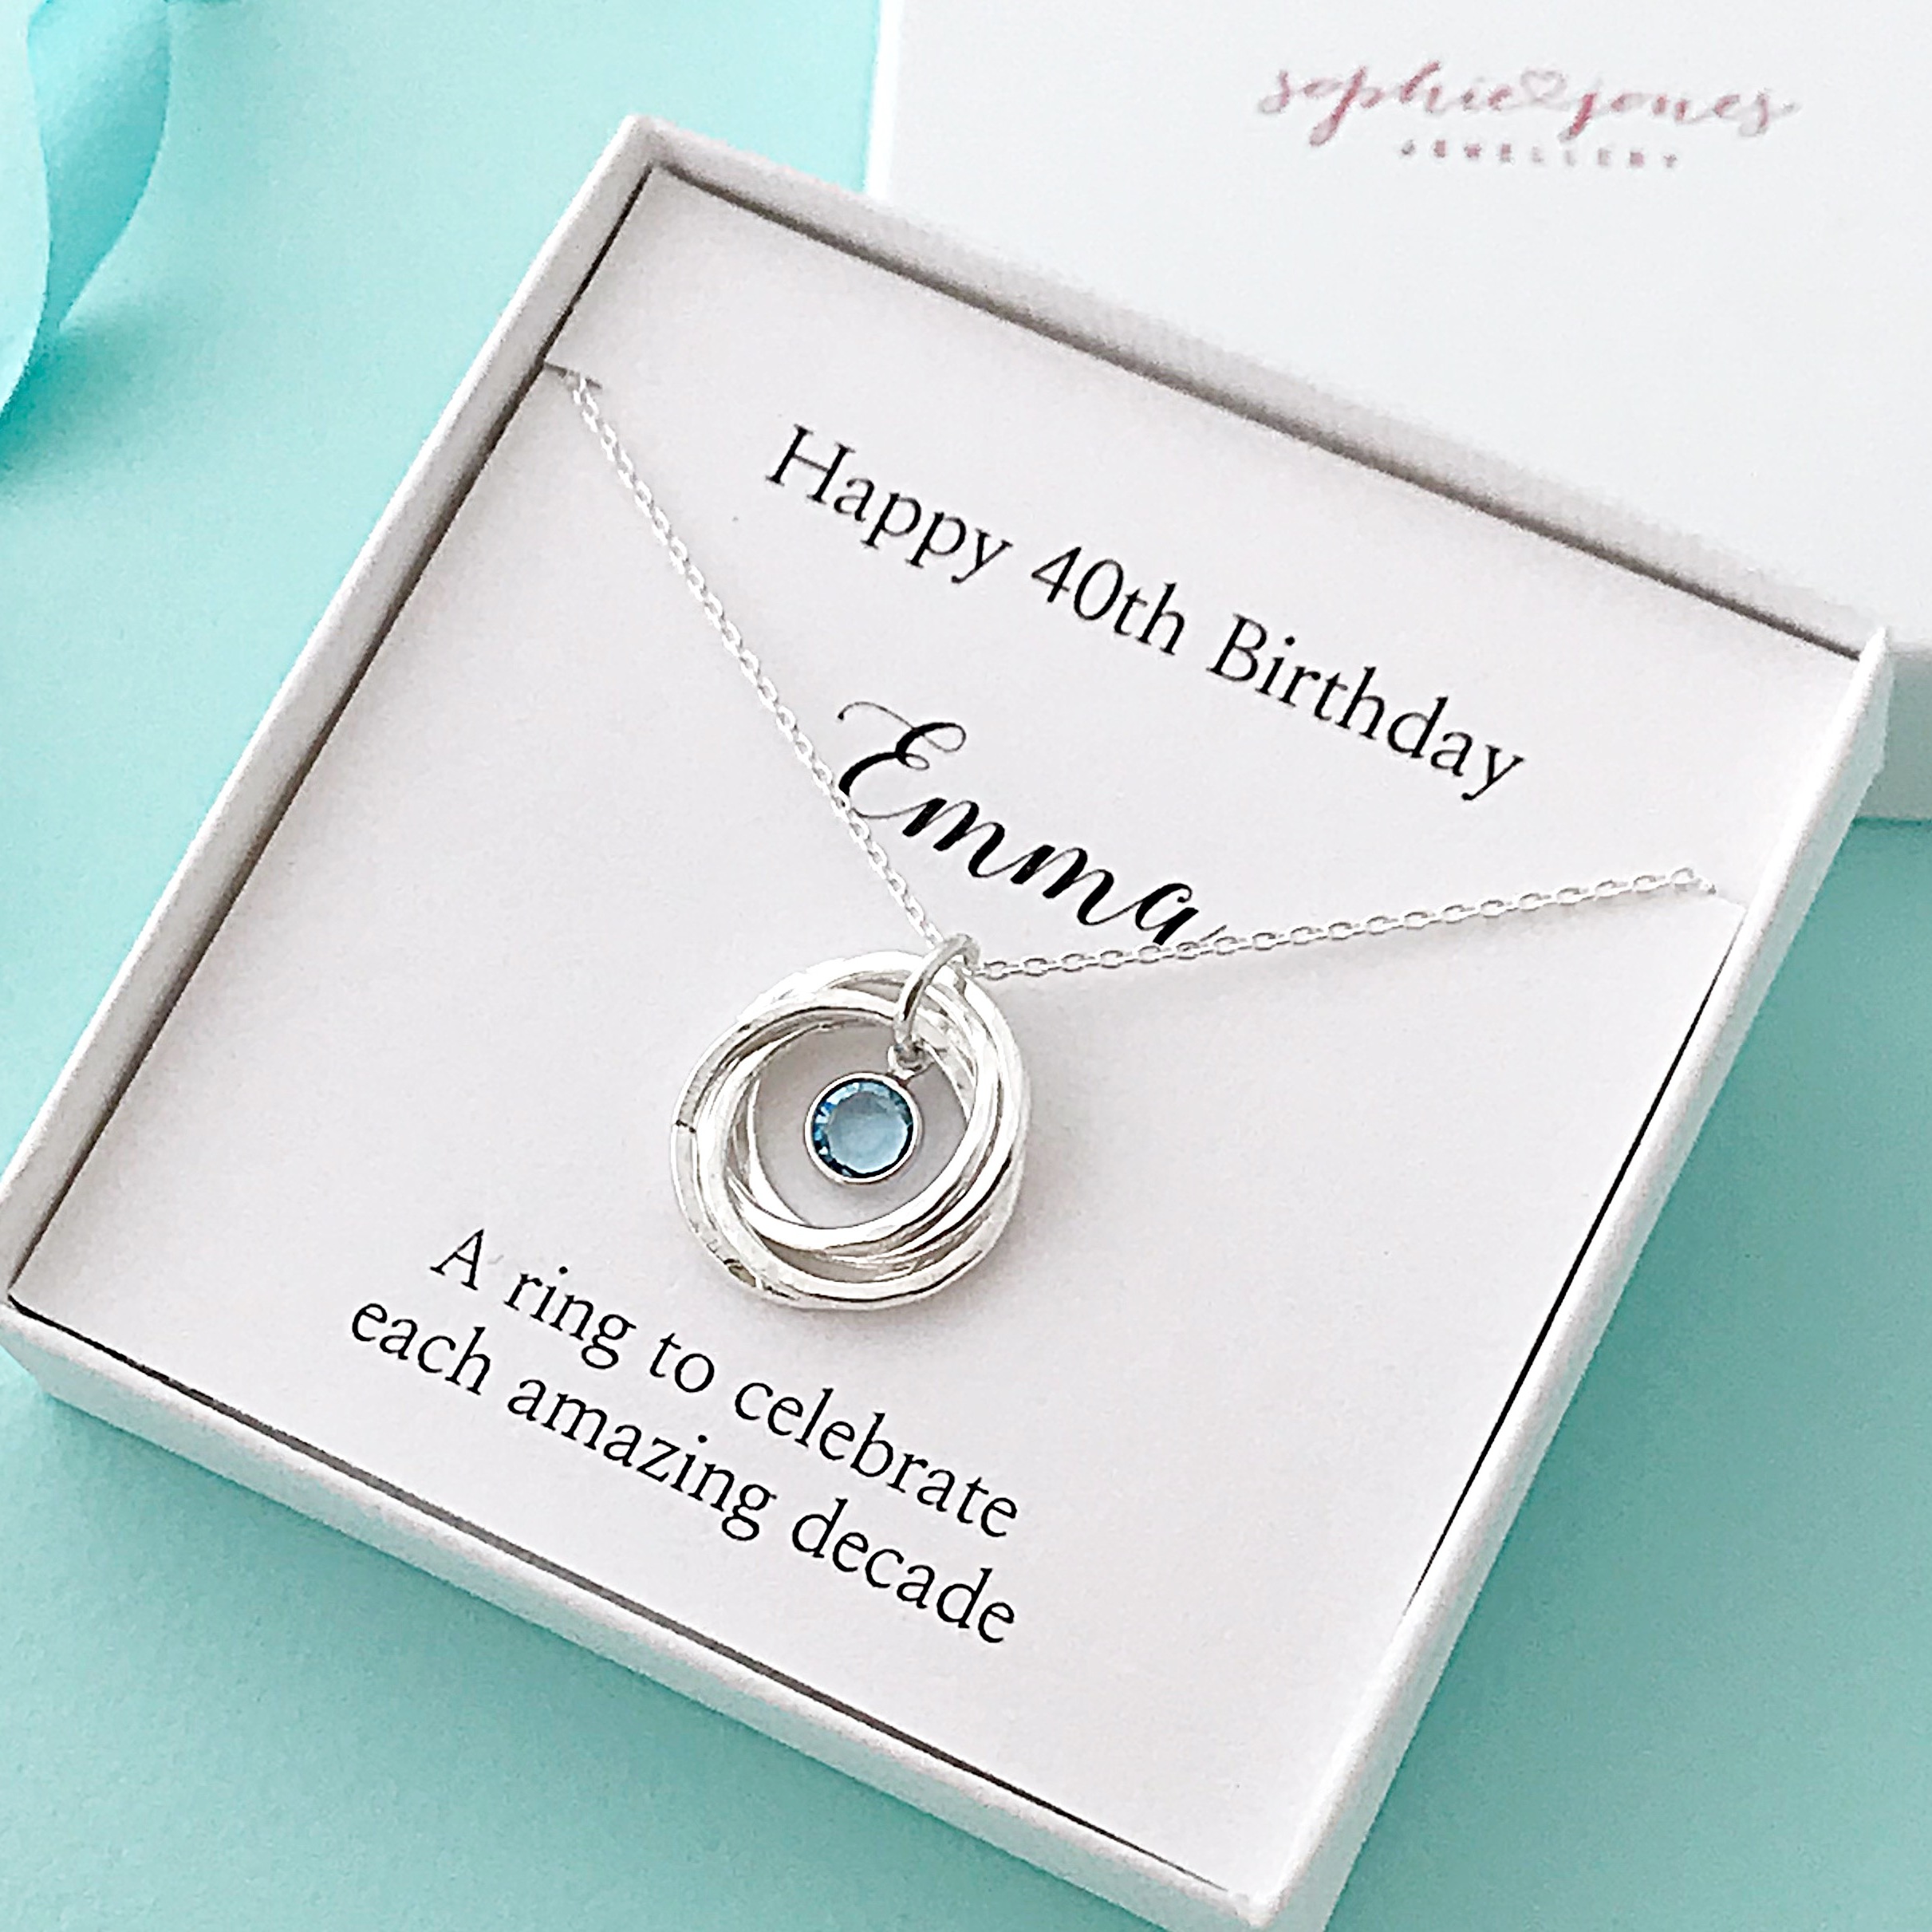 sophie jones
JEWELLERY
Happy 40th Birthday
Emma
A ring to celebrate
each amazing decade